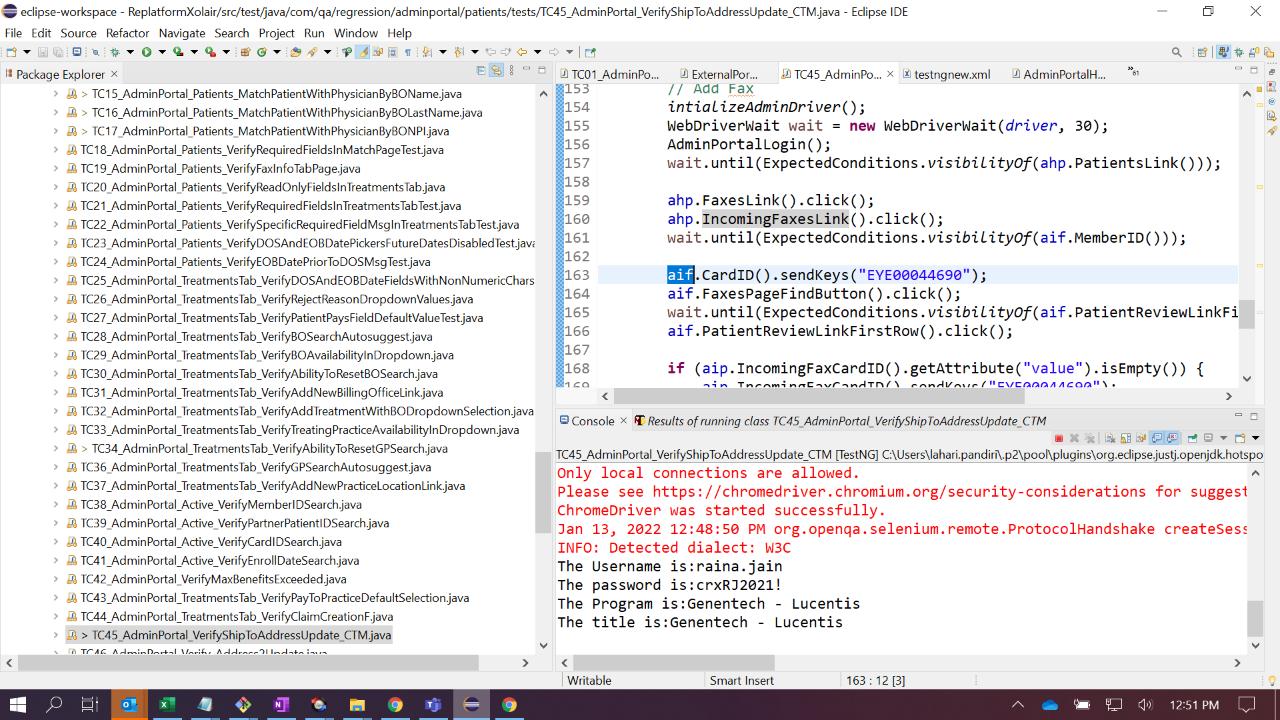 eclipse-workspace - ReplatformXolair/src/test/java/com/qa/regression/adminportal/patients/tests/TC45_AdminPortal_VerifyShipToAddressUpdate_CTM.java - Eclipse IDE
File Edit Source Refactor Navigate Search Project Run Window Help
Package Explorer
> TC15_AdminPortal_Patients_MatchPatientWithPhysicianByBOName.java
> TC16_AdminPortal_Patients_MatchPatientWithPhysicianByBOLastName.java
> TC17_AdminPortal_Patients_MatchPatientWithPhysicianByBONPI.java
TC18_AdminPortal_Patients_VerifyRequiredFieldsInMatchPageTest.java
TC19_AdminPortal_Patients_VerifyFaxInfoTabPage.java
TC20_AdminPortal_Patients_VerifyReadOnlyFieldsInTreatmentsTab.java
TC21_AdminPortal_Patients_VerifyRequiredFieldsInTreatmentsTabTest.java
TC22_AdminPortal_Patients_VerifySpecificRequiredFieldMsgInTreatmentsTabTest.java
TC23_AdminPortal_Patients_VerifyDOSAndEOBDatePickersFutureDatesDisabledTest.java
TC24_AdminPortal_Patients_VerifyEOBDatePriorToDOSMsgTest.java
TC25_AdminPortal_TreatmentsTab_VerifyDOSAndEOBDateFieldsWithNonNumericChars
TC26_AdminPortal_TreatmentsTab_VerifyRejectReasonDropdownValues.java
TC27_AdminPortal_TreatmentsTab_VerifyPatientPaysFieldDefaultValueTest.java
TC28_AdminPortal_TreatmentsTab_VerifyBOSearchAutosuggest.java
TC29_AdminPortal_TreatmentsTab_VerifyBOAvailabilityInDropdown.java
TC30_AdminPortal_TreatmentsTab_VerifyAbilityToResetBOSearch.java
TC31_AdminPortal_TreatmentsTab_VerifyAddNewBillingOfficeLink.java
TC32_AdminPortal_TreatmentsTab_VerifyAddTreatmentWithBODropdownSelection.java
TC33_AdminPortal_TreatmentsTab_VerifyTreatingPracticeAvailabilityInDropdown.java
> TC34_AdminPortal_TreatmentsTab_VerifyAbilityToResetGPSearch.java
TC36_AdminPortal_TreatmentsTab_VerifyGPSearchAutosuggest.java
TC37_AdminPortal_TreatmentsTab_VerifyAddNewPracticeLocationLink.java
TC38_AdminPortal_Active_VerifyMemberIDSearch.java
TC39_AdminPortal_Active_VerifyPartnerPatientIDSearch.java
TC40_AdminPortal_Active_VerifyCardIDSearch.java
TC41_AdminPortal_Active_VerifyEnrollDateSearch.java
TC42_AdminPortal_VerifyMaxBenefitsExceeded.java
TC43_AdminPortal_TreatmentsTab_VerifyPayToPracticeDefaultSelection.java
TC44_AdminPortal_TreatmentsTab_VerifyClaimCreationF.java
> TC45_AdminPortal_VerifyShipToAddressUpdate_CTM.java
TC46_AdminPortal_Verify_Address2Update.java
TC01_AdminPo... ExternalPor... TC45_AdminPo... testngnew.xml AdminPortalH... »81
153 // Add Fax
154 intializeAdminDriver();
155 WebDriverWait wait = new WebDriverWait(driver, 30);
156 AdminPortalLogin();
157 wait.until(ExpectedConditions.visibilityOf(ahp.PatientsLink()));
158
159 ahp.FaxesLink().click();
160 ahp.IncomingFaxesLink().click();
161 wait.until(ExpectedConditions.visibilityOf(aif.MemberID()));
162
163 aif.CardID().sendKeys("EYE00044690");
164 aif.FaxesPageFindButton().click();
165 wait.until(ExpectedConditions.visibilityOf(aif.PatientReviewLinkFi
166 aif.PatientReviewLinkFirstRow().click();
167
168 if (aip.IncomingFaxCardID().getAttribute("value").isEmpty()) {
169 aip.IncomingFaxCardID().sendKeys("EYE00044690");
Console Results of running class TC45_AdminPortal_VerifyShipToAddressUpdate_CTM
TC45_AdminPortal_VerifyShipToAddressUpdate_CTM [TestNG] C:\Users\lahari.pandiri\.p2\pool\plugins\org.eclipse.justj.openjdk.hotspo
Only local connections are allowed.
Please see https://chromedriver.chromium.org/security-considerations for suggest
ChromeDriver was started successfully.
Jan 13, 2022 12:48:50 PM org.openqa.selenium.remote.ProtocolHandshake createSess
INFO: Detected dialect: W3C
The Username is:raina.jain
The password is:crxRJ2021!
The Program is:Genentech - Lucentis
The title is:Genentech - Lucentis
Writable Smart Insert 163 : 12 [3]
12:51 PM